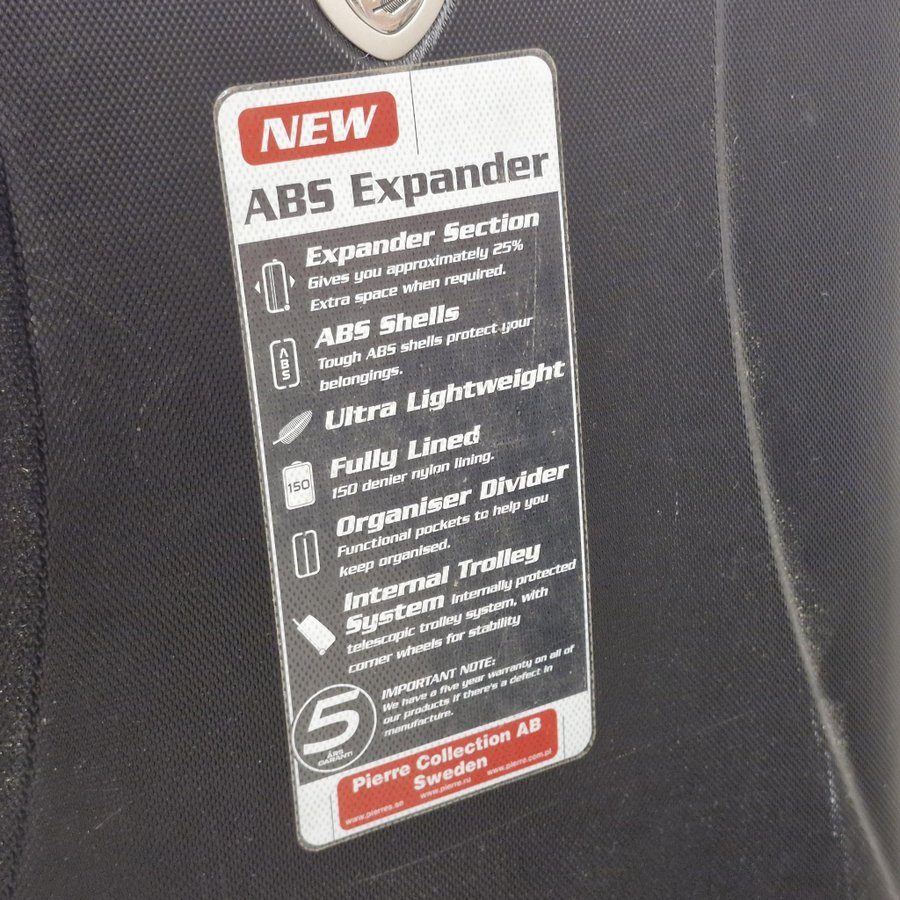 NEW
ABS Expander
Expander Section
Gives you approximately 25%
Extra space when required.
ABS
ABS Shells
Tough ABS shells protect your
belongings.
Ultra Lightweight
Fully Lined
150
150 denier nylon lining.
Organiser Divider
Functional pockets to help you
keep organised.
Internal Trolley
System Internally protected
telescopic trolley system, with
corner wheels for stability
IMPORTANT NOTE:
We have a five year warranty on all of
our products if there's a defect in
manufacture.
5
ÅRS
GARANTI
Pierre Collection AB
Sweden
www.pierres.se www.pierre.ru www.pierre.com.pl